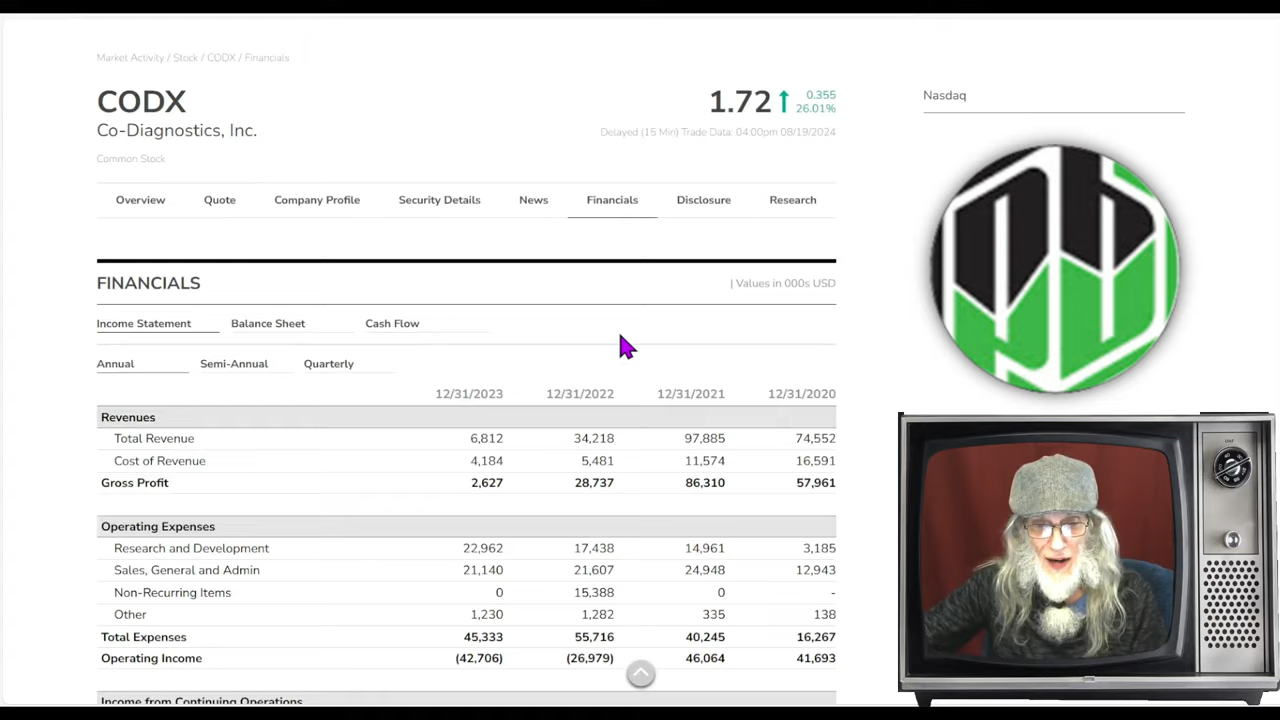 Market Activity / Stock / CODX / Financials
CODX
1.72 0.355
26.01%
Co-Diagnostics, Inc.
Delayed (15 Min) Trade Data: 04:00pm 08/19/2024
Common Stock
Nasdaq
Overview Quote Company Profile Security Details News Financials Disclosure Research
FINANCIALS | Values in 000s USD
Income Statement Balance Sheet Cash Flow
Annual Semi-Annual Quarterly
12/31/2023 12/31/2022 12/31/2021 12/31/2020
Revenues
Total Revenue 6,812 34,218 97,885 74,552
Cost of Revenue 4,184 5,481 11,574 16,591
Gross Profit 2,627 28,737 86,310 57,961
Operating Expenses
Research and Development 22,962 17,438 14,961 3,185
Sales, General and Admin 21,140 21,607 24,948 12,943
Non-Recurring Items 0 15,388 0 -
Other 1,230 1,282 335 138
Total Expenses 45,333 55,716 40,245 16,267
Operating Income (42,706) (26,979) 46,064 41,693
Income from Continuing Operations